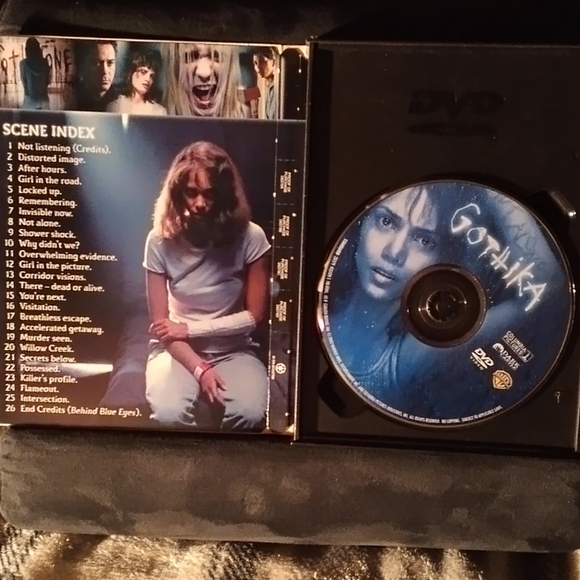 SCENE INDEX
1 Not listening (Credits).
2 Distorted image.
3 After hours.
4 Girl in the road.
5 Locked up.
6 Remembering.
7 Invisible now.
8 Not alone.
9 Shower shock.
10 Why didn't we?
11 Overwhelming evidence.
12 Girl in the picture.
13 Corridor visions.
14 There – dead or alive.
15 You're next.
16 Visitation.
17 Breathless escape.
18 Accelerated getaway.
19 Murder seen.
20 Willow Creek.
21 Secrets below.
22 Possessed.
23 Killer's profile.
24 Flameout.
25 Intersection.
26 End Credits (Behind Blue Eyes).
DVD
GOTHIKA
DVD
DARK CASTLE
WB